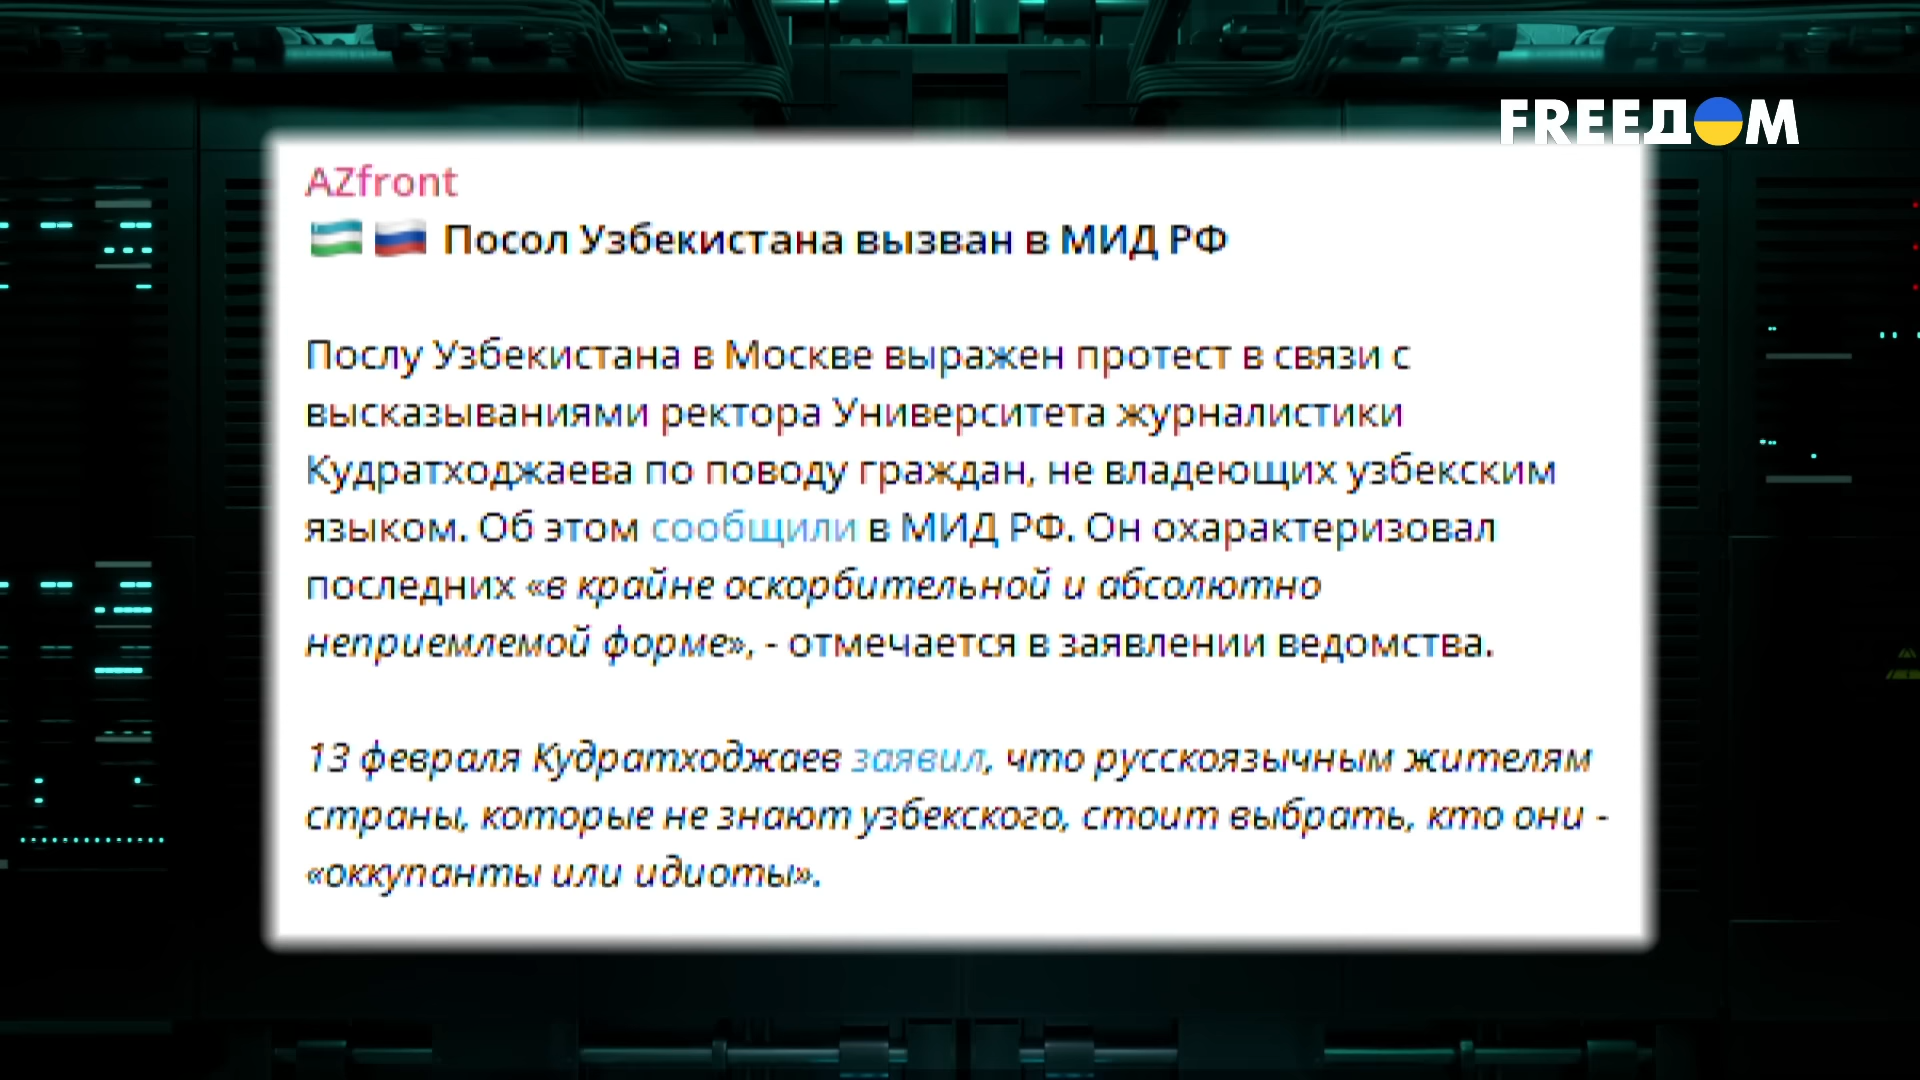 FREEДОМ
AZfront
Посол Узбекистана вызван в МИД РФ
Послу Узбекистана в Москве выражен протест в связи с
высказываниями ректора Университета журналистики
Кудратходжаева по поводу граждан, не владеющих узбекским
языком. Об этом сообщили в МИД РФ. Он охарактеризовал
последних «в крайне оскорбительной и абсолютно
неприемлемой форме», - отмечается в заявлении ведомства.
13 февраля Кудратходжаев заявил, что русскоязычным жителям
страны, которые не знают узбекского, стоит выбрать, кто они -
«оккупанты или идиоты».